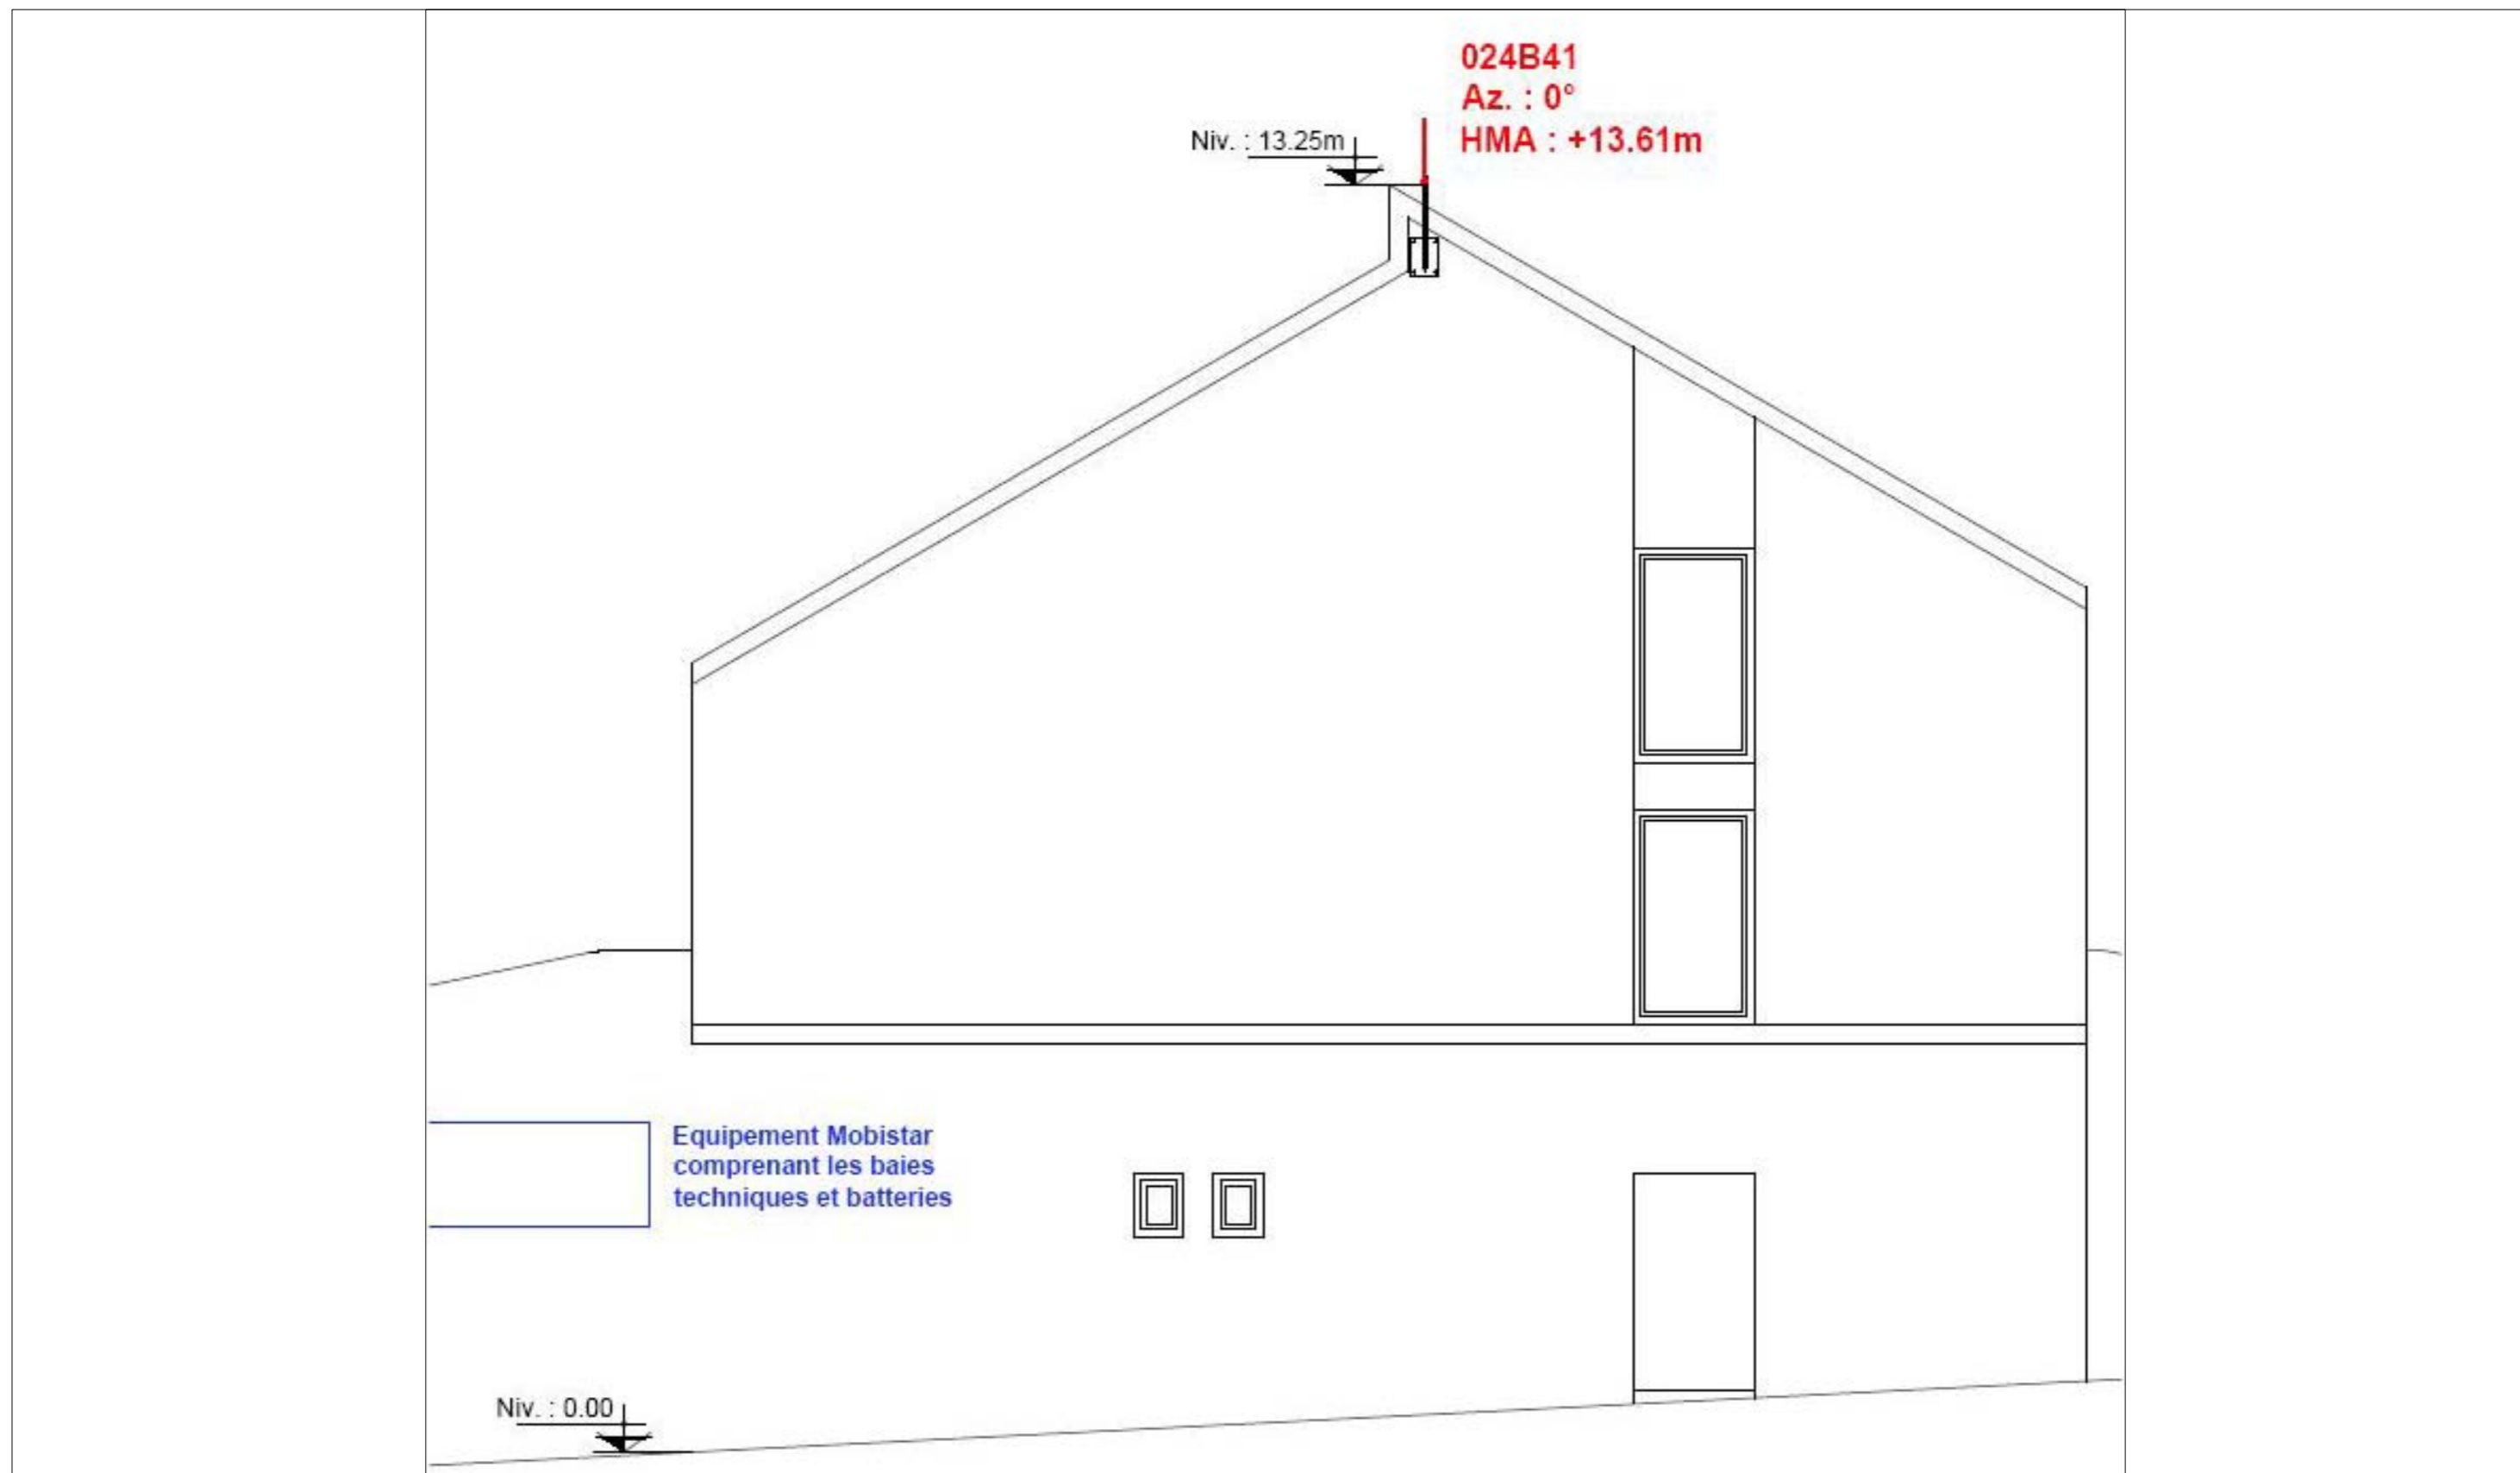 024B41
Az. : 0°
HMA : +13.61m
Niv. : 13.25m
Equipement Mobistar
comprenant les baies
techniques et batteries
Niv. : 0.00